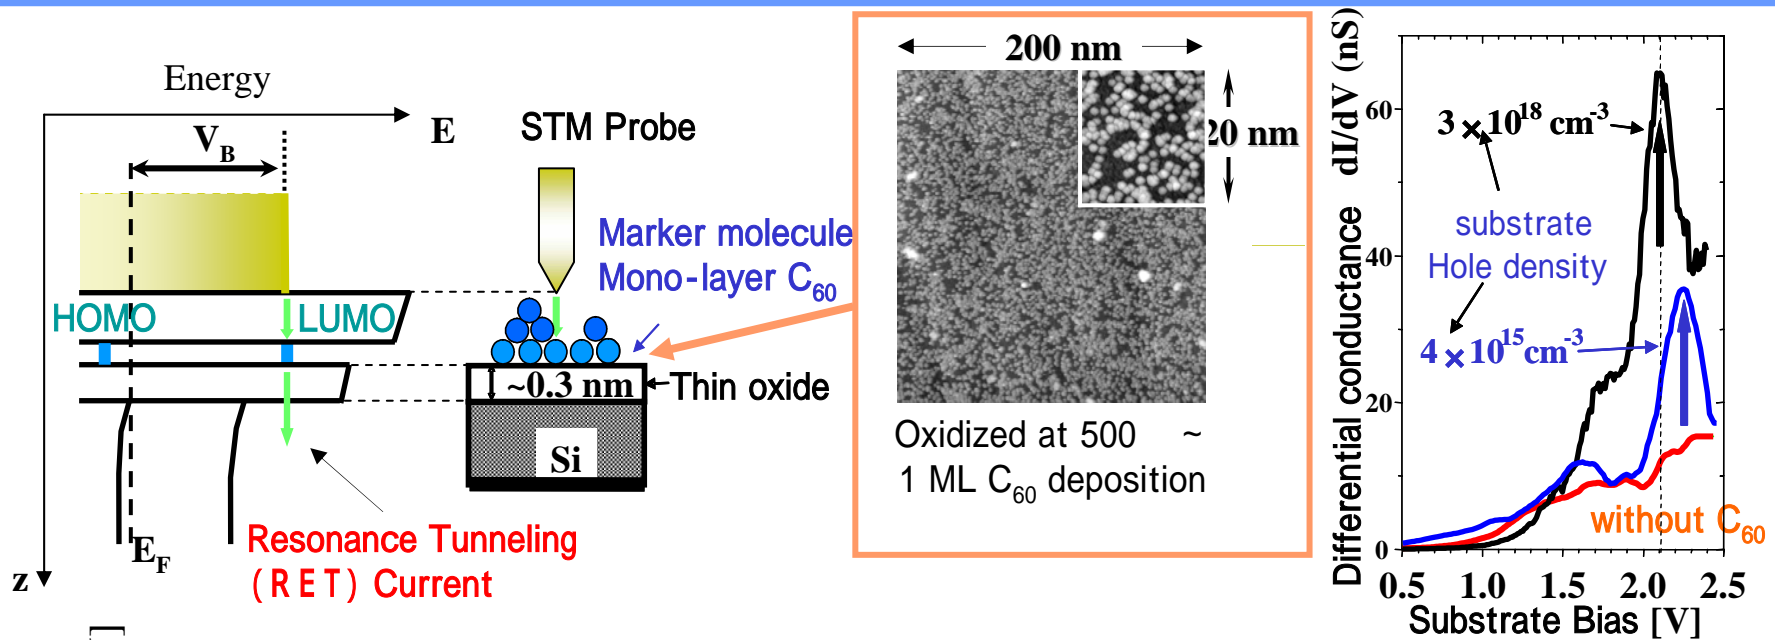 Energy
E
V_B
HOMO
LUMO
E_F
z
Resonance Tunneling
(RET) Current
STM Probe
Marker molecule
Mono-layer C60
~0.3 nm
Thin oxide
Si
200 nm
20 nm
Oxidized at 500 ~
1 ML C60 deposition
Differential conductance dI/dV (nS)
60
40
20
0
3 × 10^18 cm^-3
substrate
Hole density
4 × 10^15 cm^-3
without C60
0.5 1.0 1.5 2.0 2.5
Substrate Bias [V]